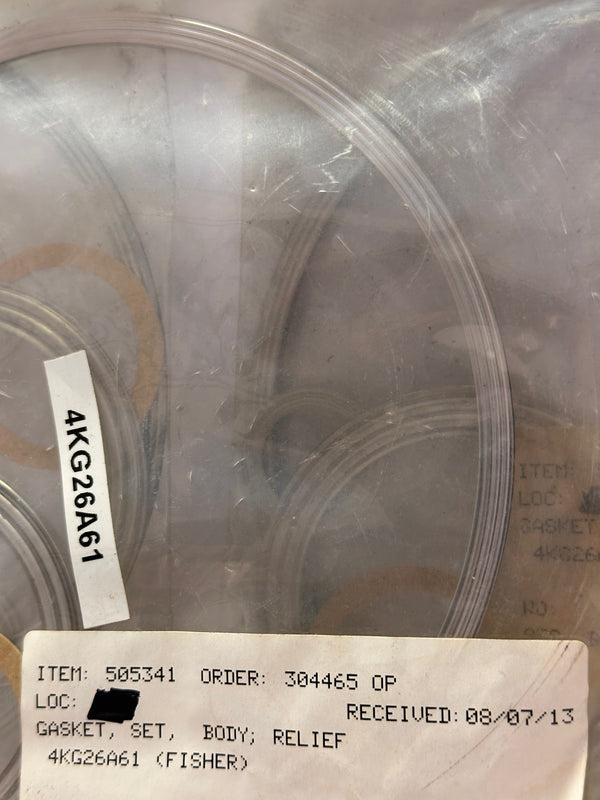 4KG26A61
ITEM:
LOC:
GASKET
4KG26
NO:
ITEM: 505341 ORDER: 304465 OP
LOC: RECEIVED: 08/07/13
GASKET, SET, BODY; RELIEF
4KG26A61 (FISHER)